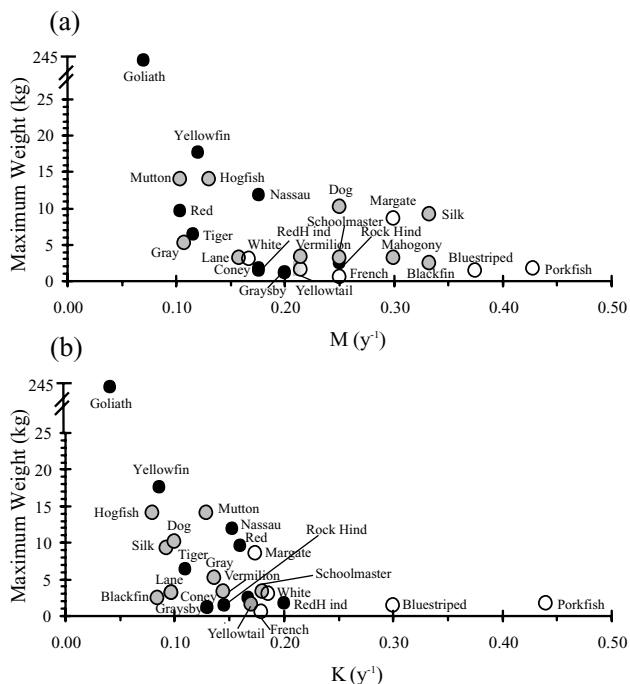 (a)
245
Goliath
25
Yellowfin
20
15
Mutton
Hogfish
Nassau
Dog
Margate
Schoolmaster
Silk
10
Red
RedH ind
Rock Hind
Tiger
White
Vermilion
Mahogony
5
Gray
Lane
Bluestriped
Coney
French
Blackfin
Porkfish
0
Graysby
Yellowtail
0.00 0.10 0.20 0.30 0.40 0.50
M (y-1)
Maximum Weight (kg)
(b)
245
Goliath
25
Yellowfin
20
15
Hogfish
Mutton
Nassau
Rock Hind
Dog
Red
10
Silk
Margate
Tiger
Gray
5
Lane
Vermilion
Schoolmaster
Blackfin
Coney
White
Graysby
RedH ind
Bluestriped
Porkfish
0
Yellowtail
French
0.00 0.10 0.20 0.30 0.40 0.50
K (y-1)
Maximum Weight (kg)